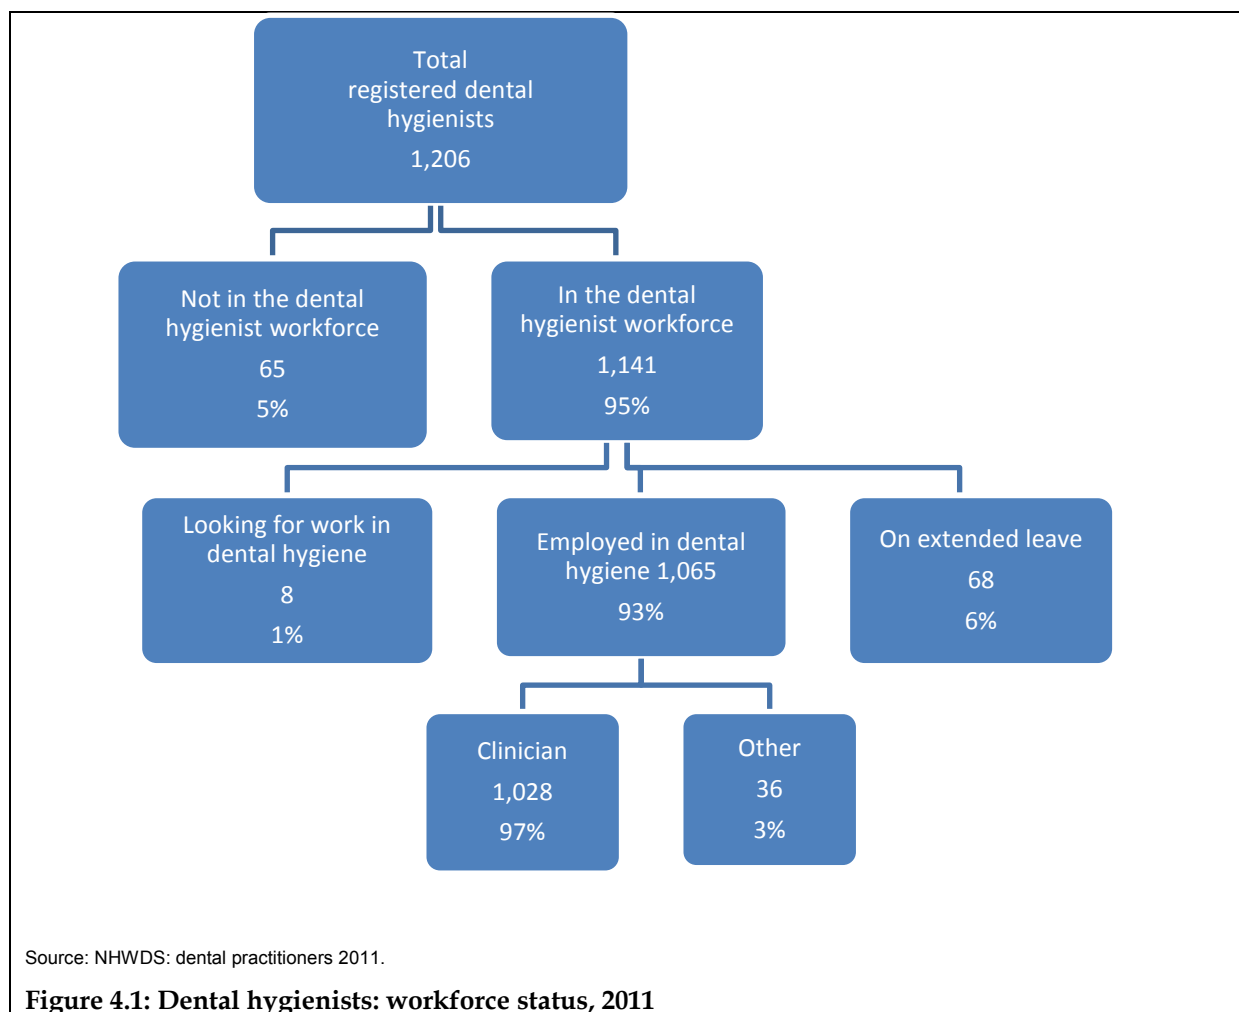 Total
registered dental
hygienists
1,206
Not in the dental
hygienist workforce
65
5%
In the dental
hygienist workforce
1,141
95%
Looking for work in
dental hygiene
8
1%
Employed in dental
hygiene 1,065
93%
On extended leave
68
6%
Clinician
1,028
97%
Other
36
3%
Source: NHWDS: dental practitioners 2011.
Figure 4.1: Dental hygienists: workforce status, 2011